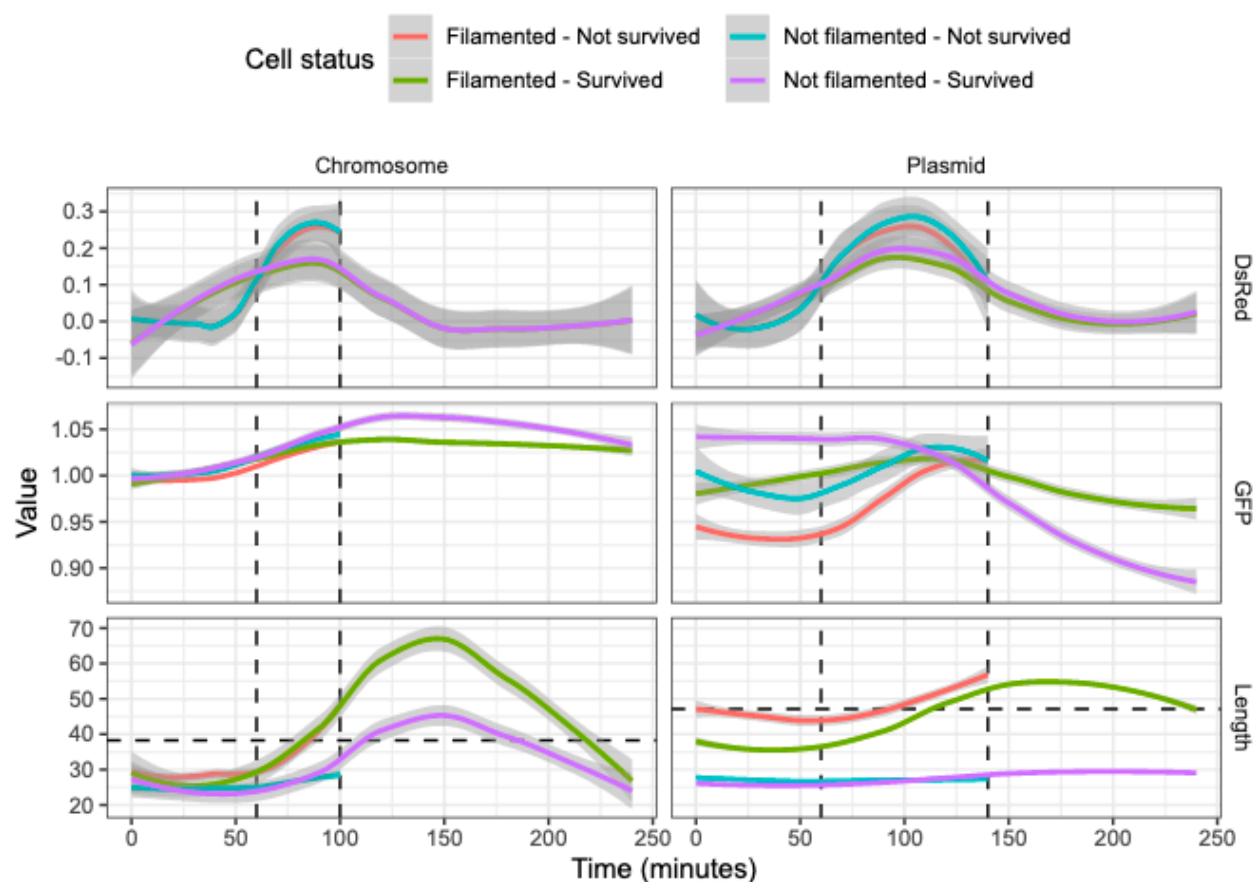 Cell status
Filamented - Not survived
Not filamented - Not survived
Filamented - Survived
Not filamented - Survived
Chromosome
Plasmid
0.3
0.2
0.1
0.0
-0.1
DsRed
1.05
1.00
0.95
0.90
GFP
Value
70
60
50
40
30
20
Length
0 50 100 150 200 250
0 50 100 150 200 250
Time (minutes)